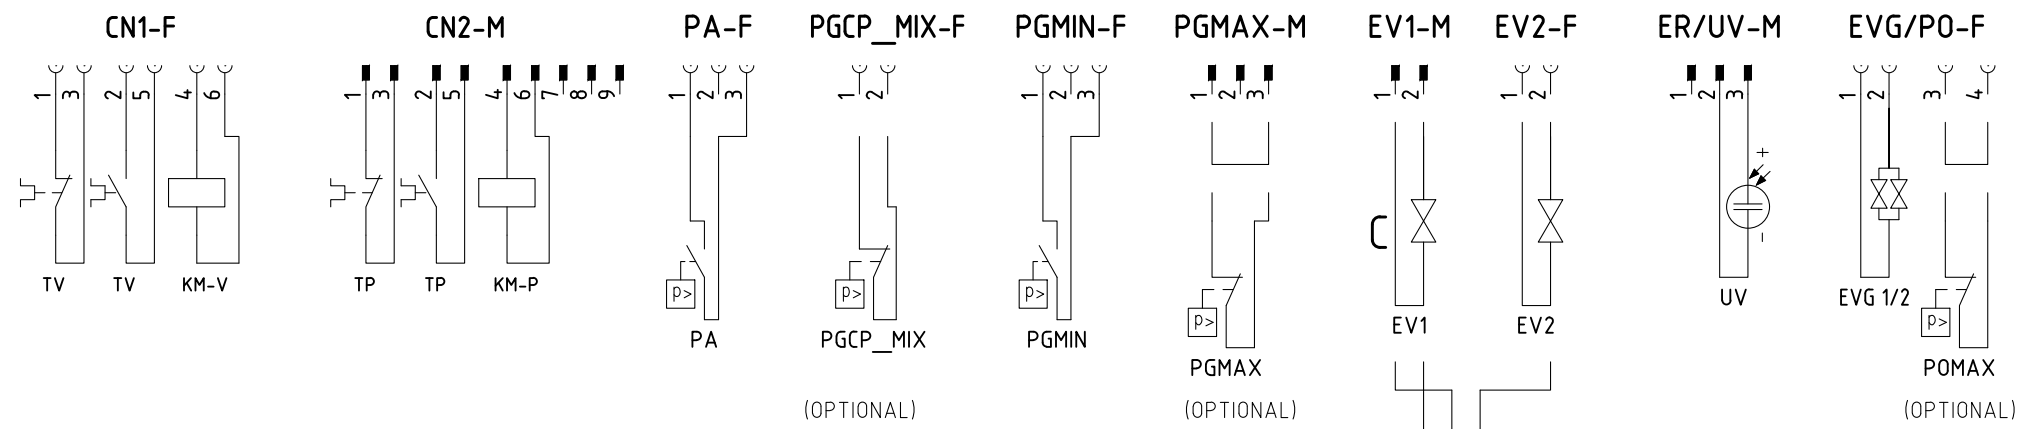 CN1-F CN2-M PA-F PGCP_MIX-F PGMIN-F PGMAX-M EV1-M EV2-F ER/UV-M EVG/PO-F
1 3 2 5 4 6 1 3 2 5 4 6 7 8 9 1 2 3 1 2 1 2 3 1 2 3 1 2 1 2 1 2 3 1 2 3 4
+
-
C
TV TV KM-V TP TP KM-P p> p> p> UV EVG 1/2
p> EV1 EV2 p>
PA PGCP_MIX PGMIN
PGMAX POMAX
(OPTIONAL) (OPTIONAL) (OPTIONAL)